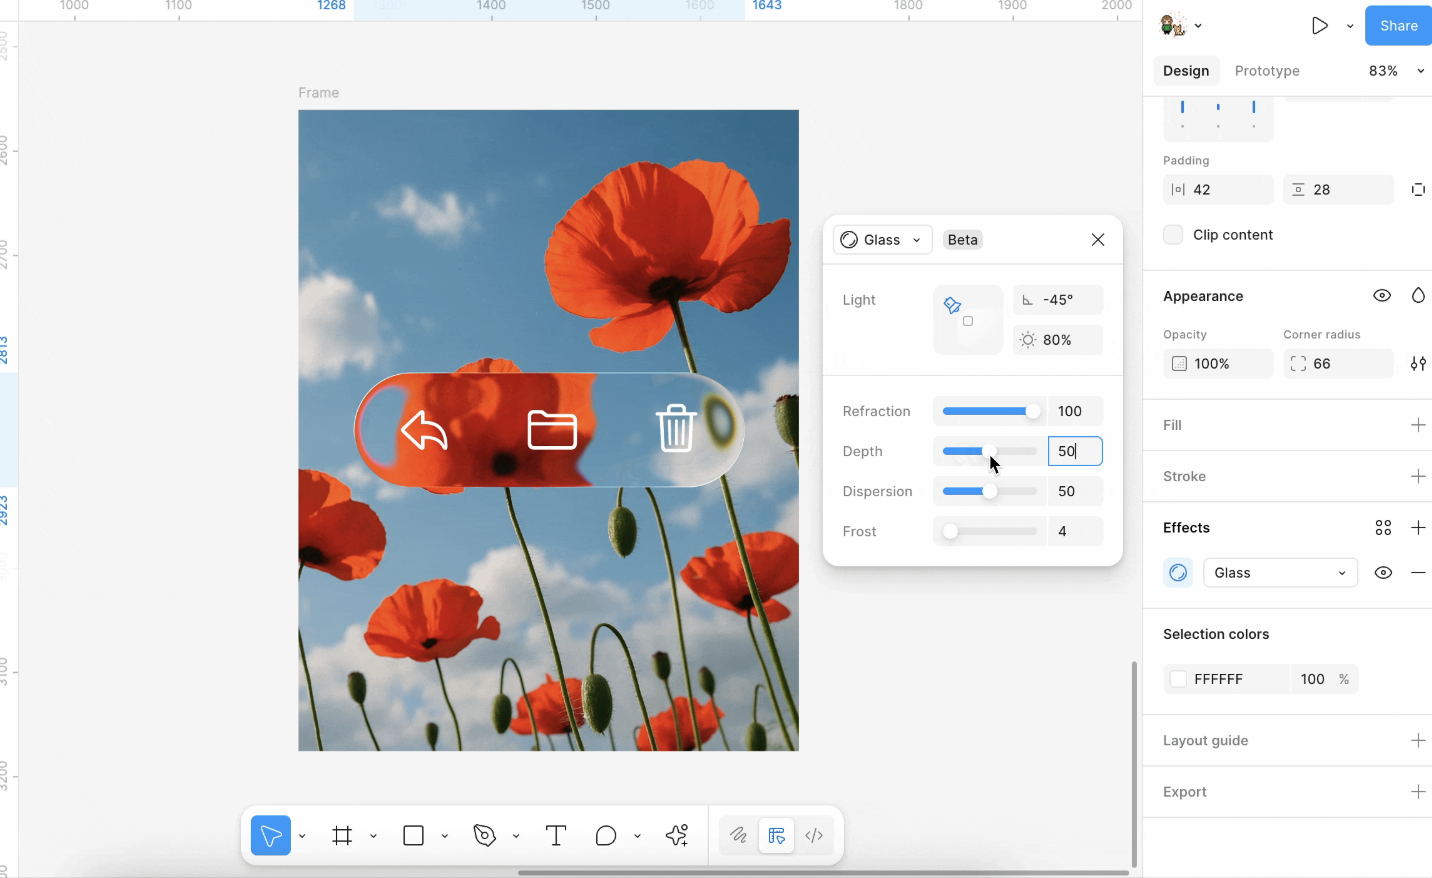 1000 1100 1268 1300 1400 1500 1600 1643 1800 1900 2000
2500
2600
2700
2813
2923
3100
3200
Frame
Glass Beta
Light
-45°
80%
Refraction 100
Depth 50
Dispersion 50
Frost 4
Share
Design Prototype 83%
Padding
42 28
Clip content
Appearance
Opacity Corner radius
100% 66
Fill
Stroke
Effects
Glass
Selection colors
FFFFFF 100 %
Layout guide
Export